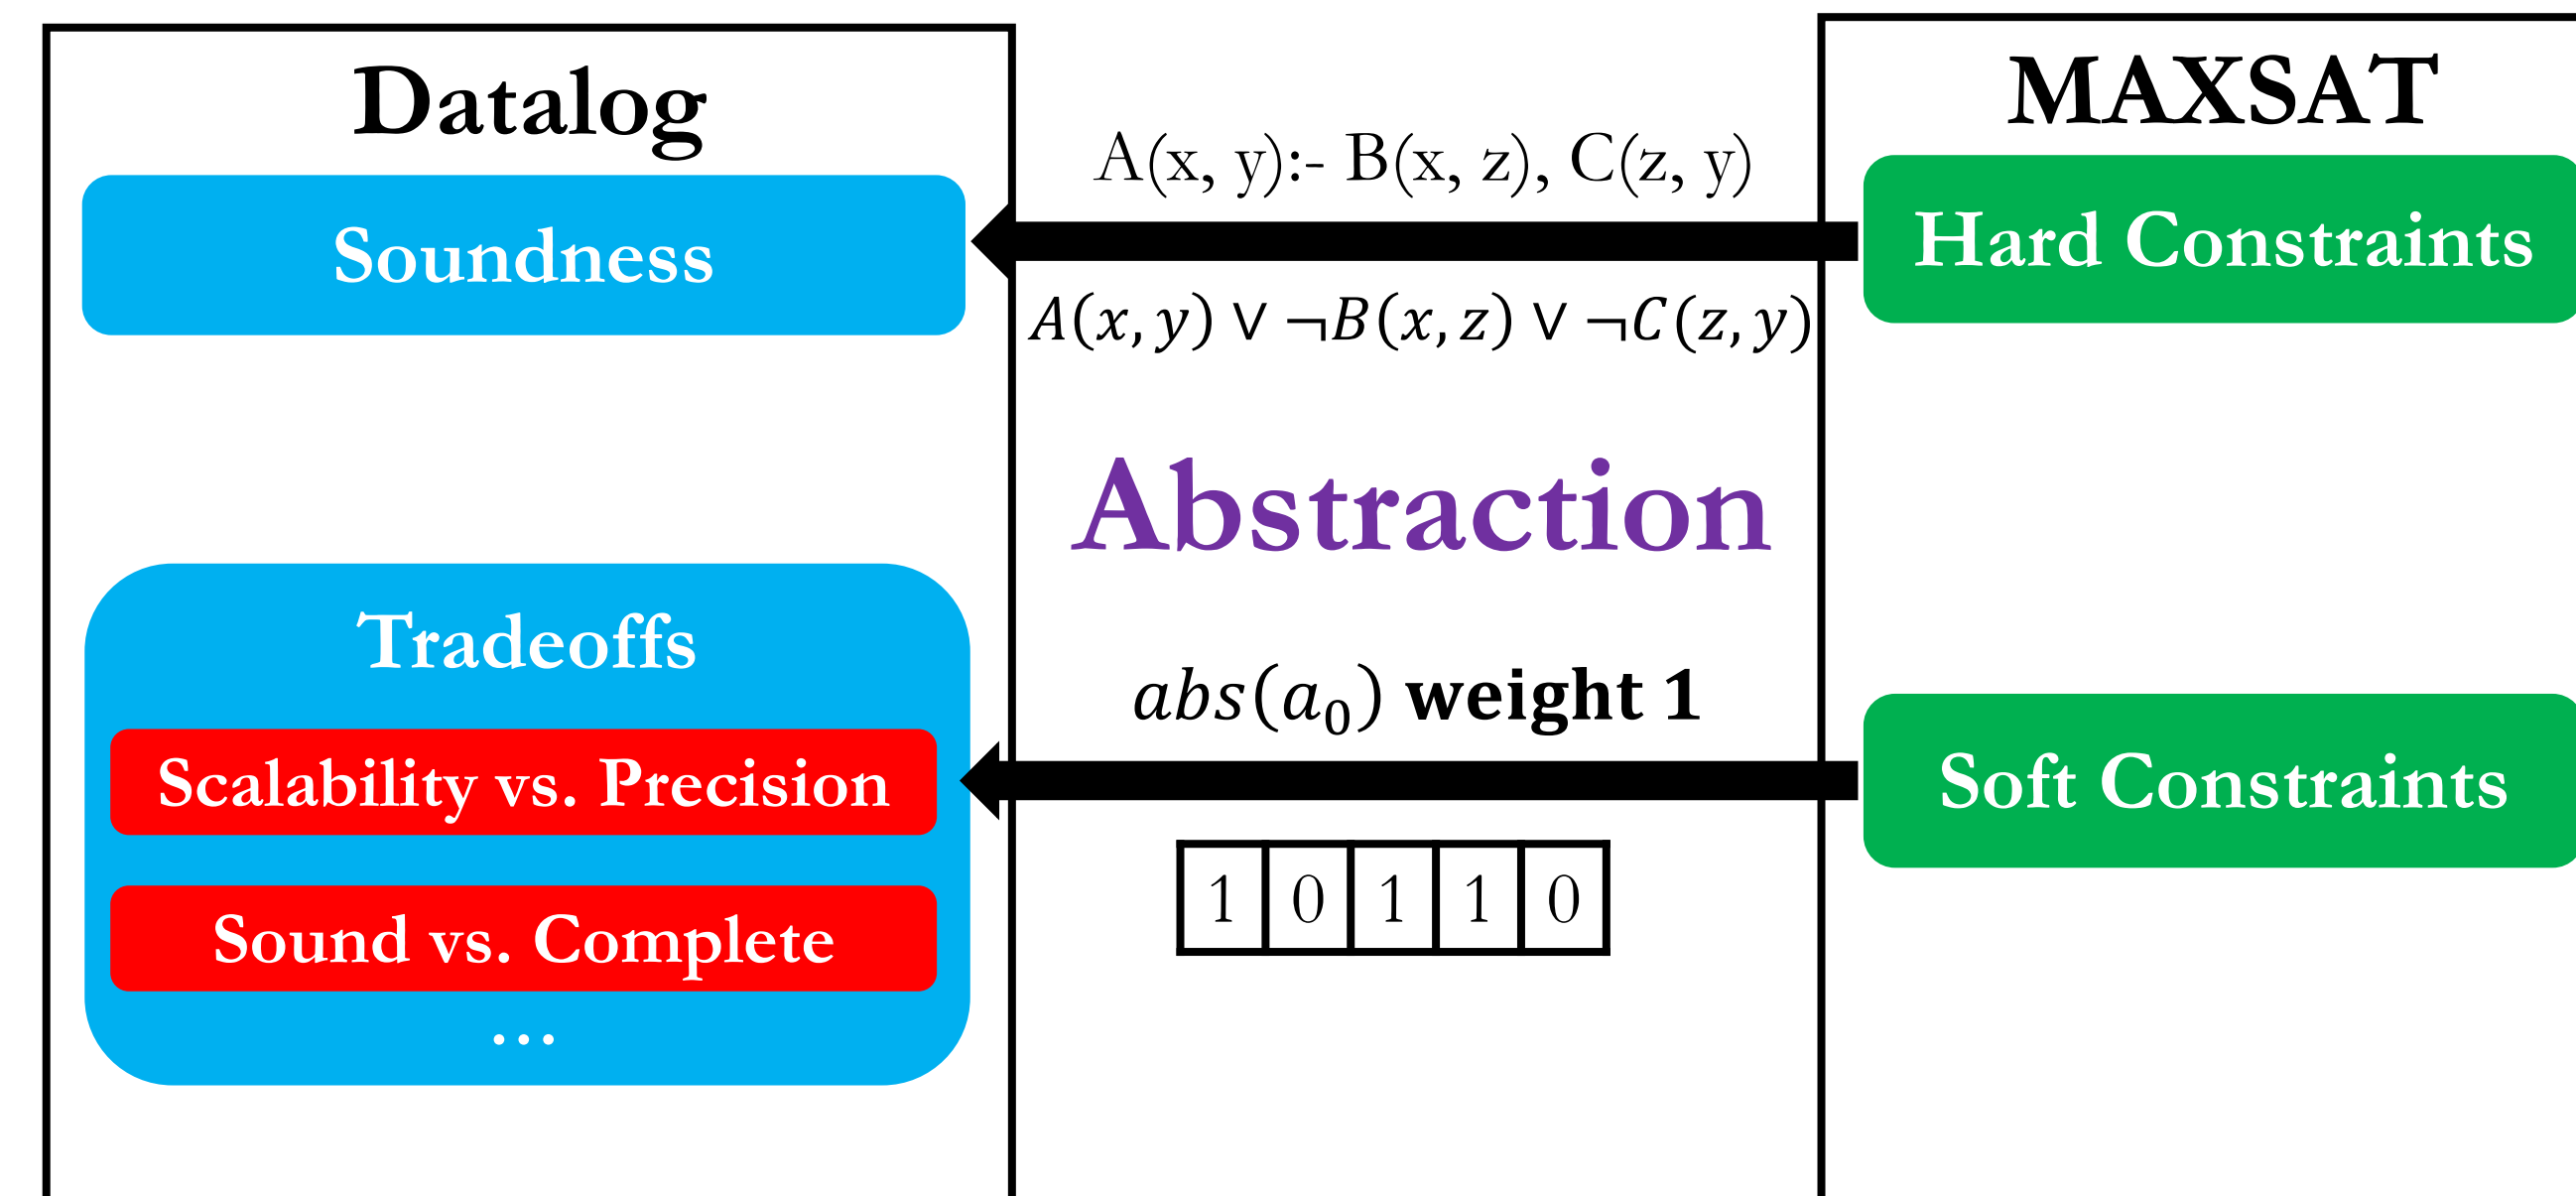 Datalog
Soundness
Tradeoffs
Scalability vs. Precision
Sound vs. Complete
...
A(x, y):- B(x, z), C(z, y)
A(x, y) ∨ ¬B(x, z) ∨ ¬C(z, y)
Abstraction
abs(a₀) weight 1
1 0 1 1 0
MAXSAT
Hard Constraints
Soft Constraints